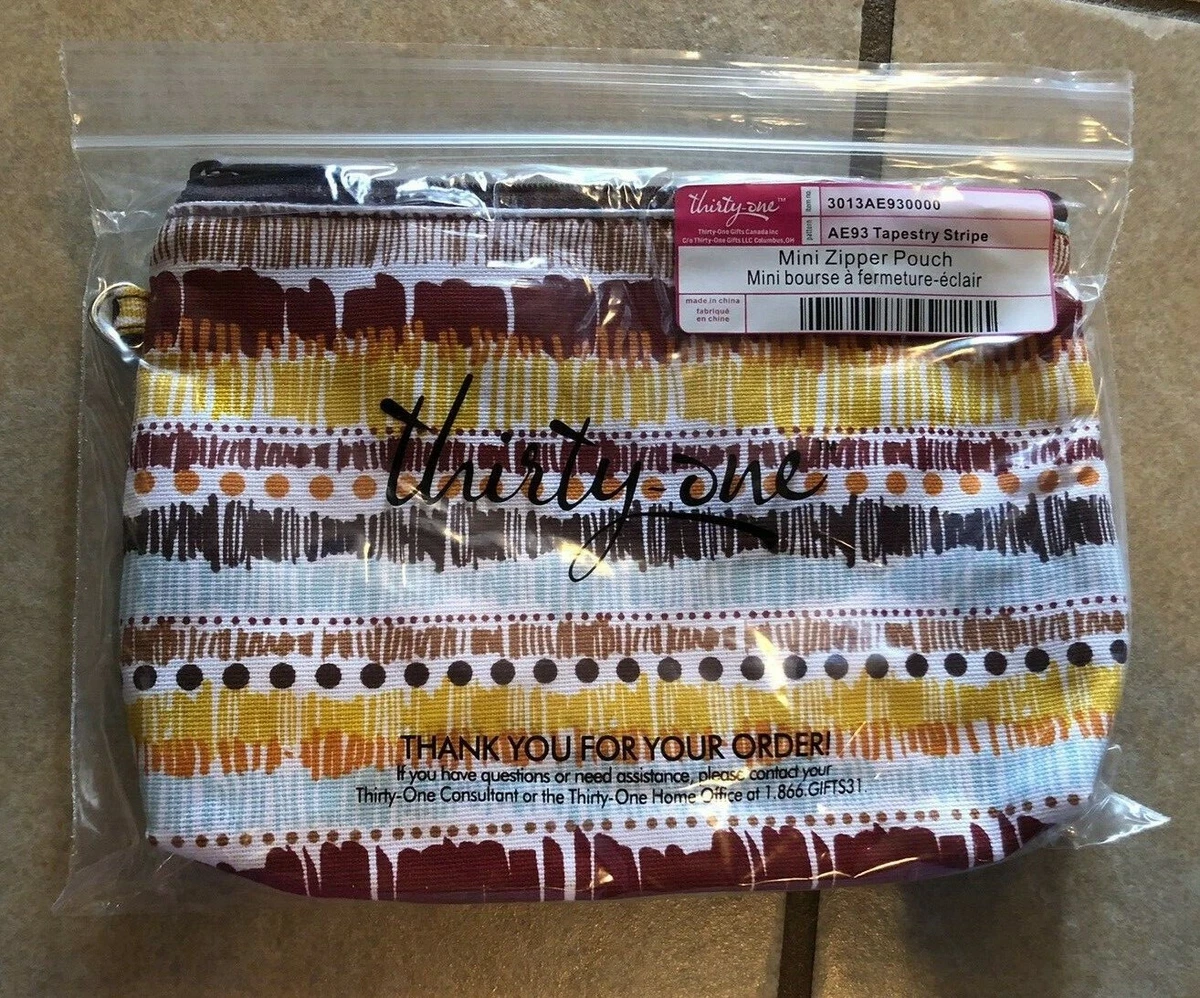 thirty-one™
Thirty-One Gifts Canada Inc
C/o Thirty-One Gifts LLC Columbus, OH
item no
3013AE930000
pattern
AE93 Tapestry Stripe
Mini Zipper Pouch
Mini bourse à fermeture-éclair
made in china
fabriqué
en chine
thirty-one™
THANK YOU FOR YOUR ORDER!
If you have questions or need assistance, please contact your
Thirty-One Consultant or the Thirty-One Home Office at 1.866.GIFTS31.